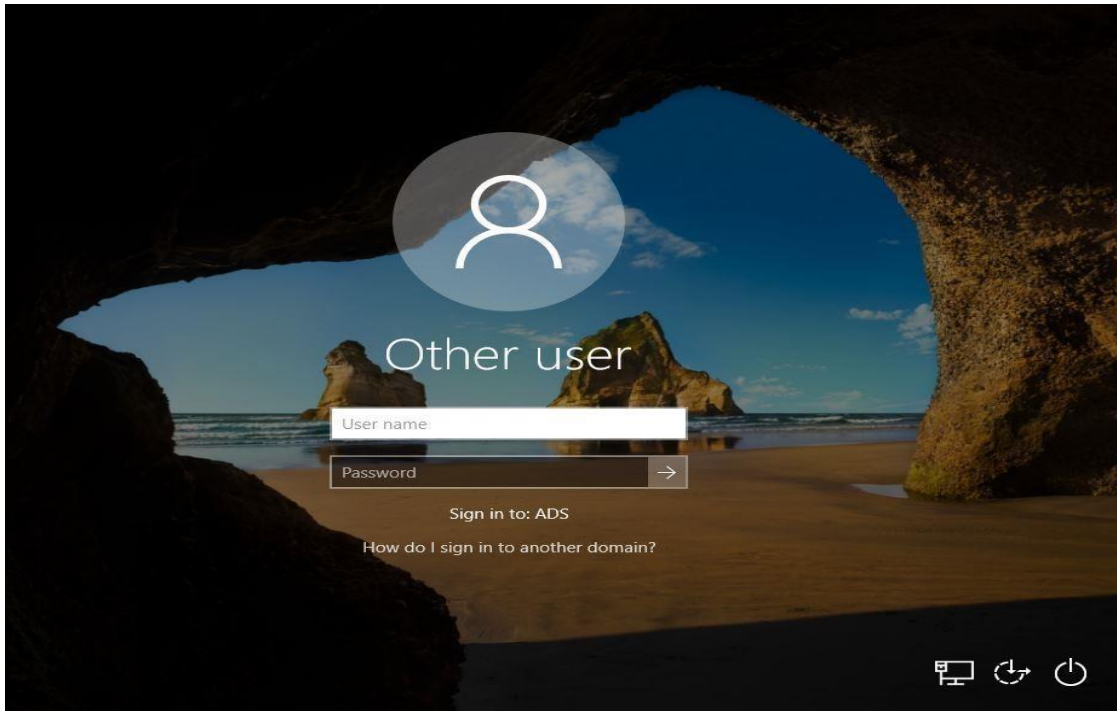 Other user
User name
Password
Sign in to: ADS
How do I sign in to another domain?